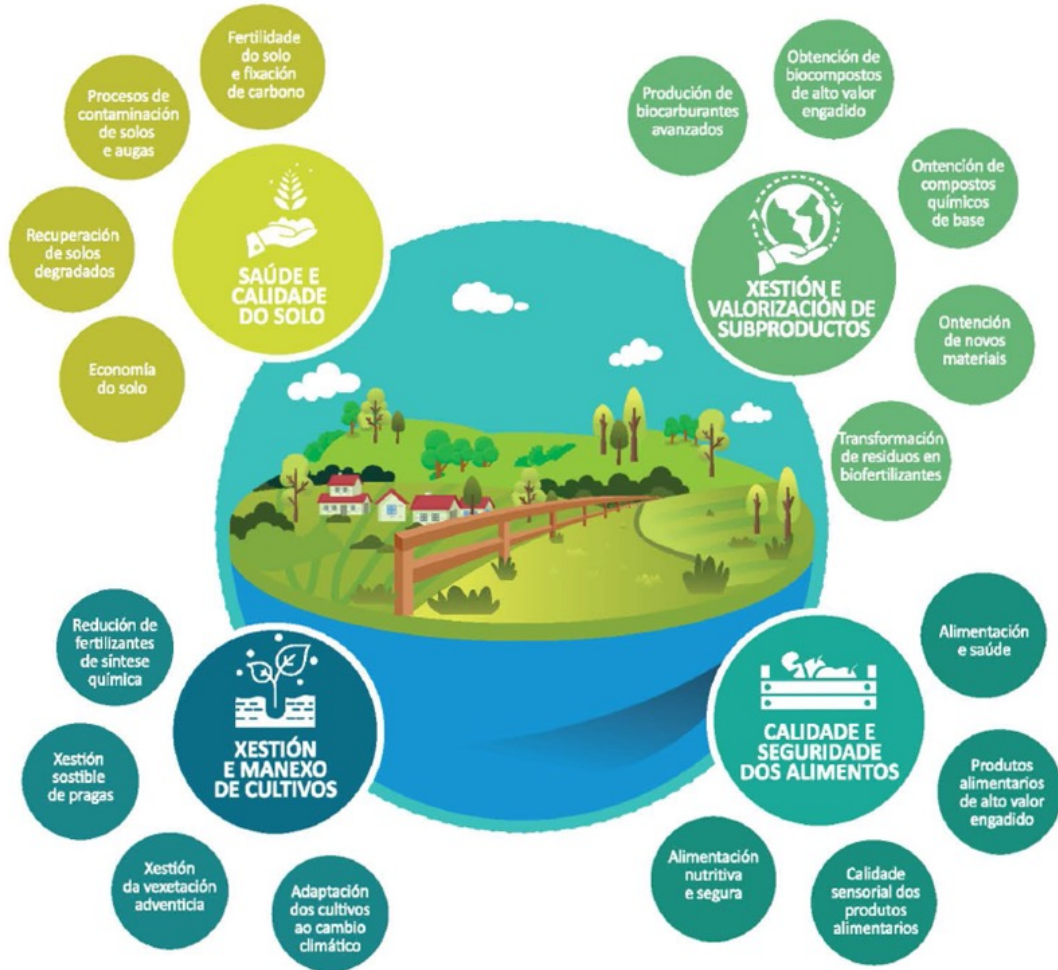 Fertilidade
do solo
e fixación
de carbono
Procesos de
contaminación
de solos
e augas
Recuperación
de solos
degradados
Economía
do solo
SAÚDE E
CALIDADE
DO SOLO
Produción de
biocarburantes
avanzados
Obtención de
biocompostos
de alto valor
engadido
Ontención de
compostos
químicos
de base
Ontención
de novos
materiais
Transformación
de residuos en
biofertilizantes
XESTIÓN E
VALORIZACIÓN DE
SUBPRODUCTOS
Redución de
fertilizantes
de síntese
química
Xestión
sostible
de pragas
Xestión
da vexetación
adventicia
Adaptación
dos cultivos
ao cambio
climático
XESTIÓN
E MANEXO
DE CULTIVOS
CALIDADE E
SEGURIDADE
DOS ALIMENTOS
Alimentación
e saúde
Produtos
alimentarios
de alto valor
engadido
Calidade
sensorial dos
produtos
alimentarios
Alimentación
nutritiva
e segura